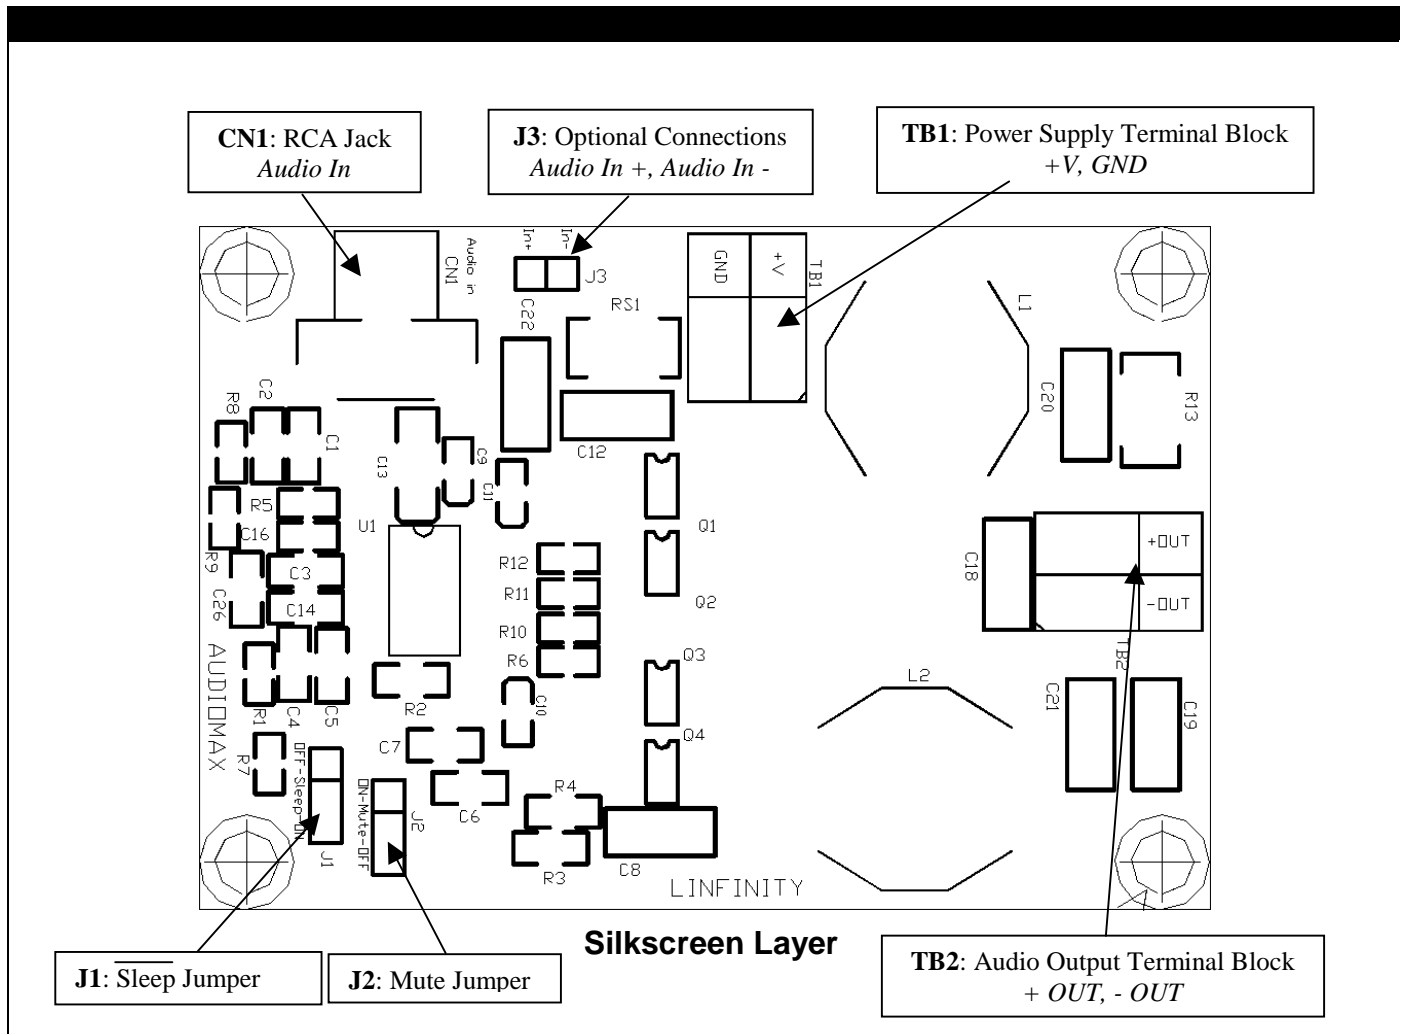 CN1: RCA Jack
Audio In
J3: Optional Connections
Audio In +, Audio In -
TB1: Power Supply Terminal Block
+V, GND
Audio in
CN1
In+
In-
J3
GND
+V
TB1
C22
RS1
L1
C20
R13
R8
C2
C1
C13
C9
C11
C12
R5
U1
C16
R9
C3
C26
C14
Q1
R12
R11
Q2
R10
R6
Q3
C18
+OUT
-OUT
TB2
AUDIOMAX
R1
C4
C5
R2
C10
L2
C21
C19
R7
OFF-Sleep-ON
J1
C7
Q4
ON-Mute-OFF
J2
C6
R4
R3
C8
LINFINITY
Silkscreen Layer
J1: Sleep Jumper
J2: Mute Jumper
TB2: Audio Output Terminal Block
+ OUT, - OUT